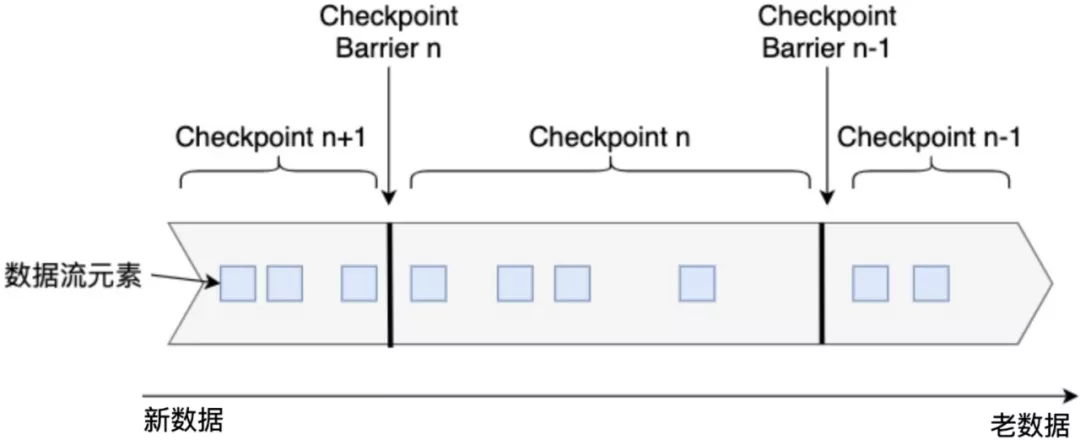 Checkpoint
Barrier n
Checkpoint
Barrier n-1
Checkpoint n+1
Checkpoint n
Checkpoint n-1
数据流元素
新数据
老数据